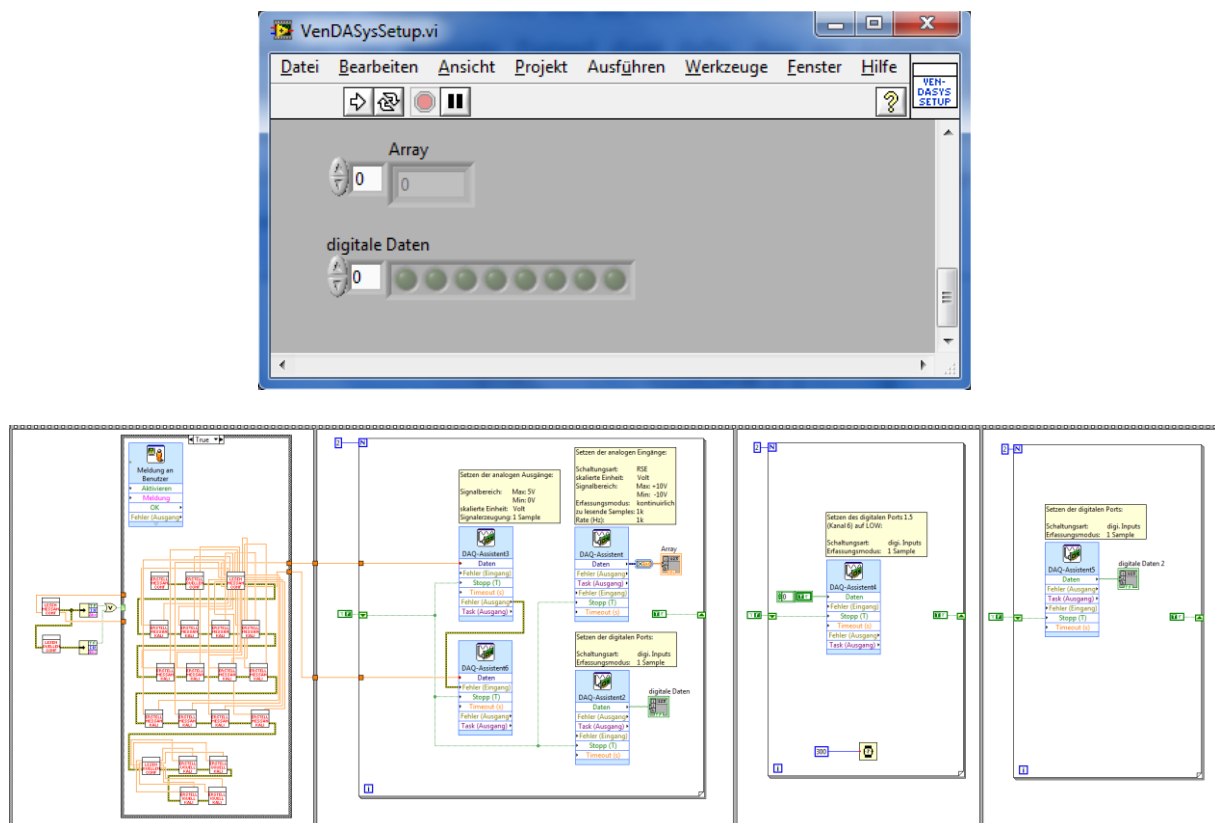 VenDASysSetup.vi
Datei Bearbeiten Ansicht Projekt Ausführen Werkzeuge Fenster Hilfe
VEN-
DASYS
SETUP
Array
0
0
digitale Daten
0
True
Meldung an
Benutzer
Aktivieren
Meldung
OK
Fehler (Ausgang)
2 N
Setzen der analogen Ausgänge:
Signalbereich: Max: 5V
Min: 0V
skalierte Einheit: Volt
Signalerzeugung: 1 Sample
DAQ-Assistent3
Daten
Fehler (Eingang)
Stopp (T)
Timeout (s)
Fehler (Ausgang)
Task (Ausgang)
DAQ-Assistent6
Daten
Fehler (Eingang)
Stopp (T)
Timeout (s)
Fehler (Ausgang)
Task (Ausgang)
Setzen der analogen Eingänge:
Schaltungsart: RSE
skalierte Einheit: Volt
Signalbereich: Max: +10V
Min: -10V
Erfassungsmodus: kontinuirlich
zu lesende Samples: 1k
Rate (Hz): 1k
DAQ-Assistent
Daten
Fehler (Ausgang)
Task (Ausgang)
Fehler (Eingang)
Stopp (T)
Timeout (s)
Array
Setzen der digitalen Ports:
Schaltungsart: digi. Inputs
Erfassungsmodus: 1 Sample
DAQ-Assistent2
Daten
Fehler (Ausgang)
Task (Ausgang)
Fehler (Eingang)
Stopp (T)
Timeout (s)
digitale Daten
i
2 N
Setzen des digitalen Ports 1.5
(Kanal 6) auf LOW:
Schaltungsart: digi. Inputs
Erfassungsmodus: 1 Sample
DAQ-Assistent4
Daten
Fehler (Eingang)
Stopp (T)
Timeout (s)
Fehler (Ausgang)
Task (Ausgang)
300
i
2 N
Setzen der digitalen Ports:
Schaltungsart: digi. Inputs
Erfassungsmodus: 1 Sample
DAQ-Assistent5
Daten
Fehler (Ausgang)
Task (Ausgang)
Fehler (Eingang)
Stopp (T)
Timeout (s)
digitale Daten 2
i